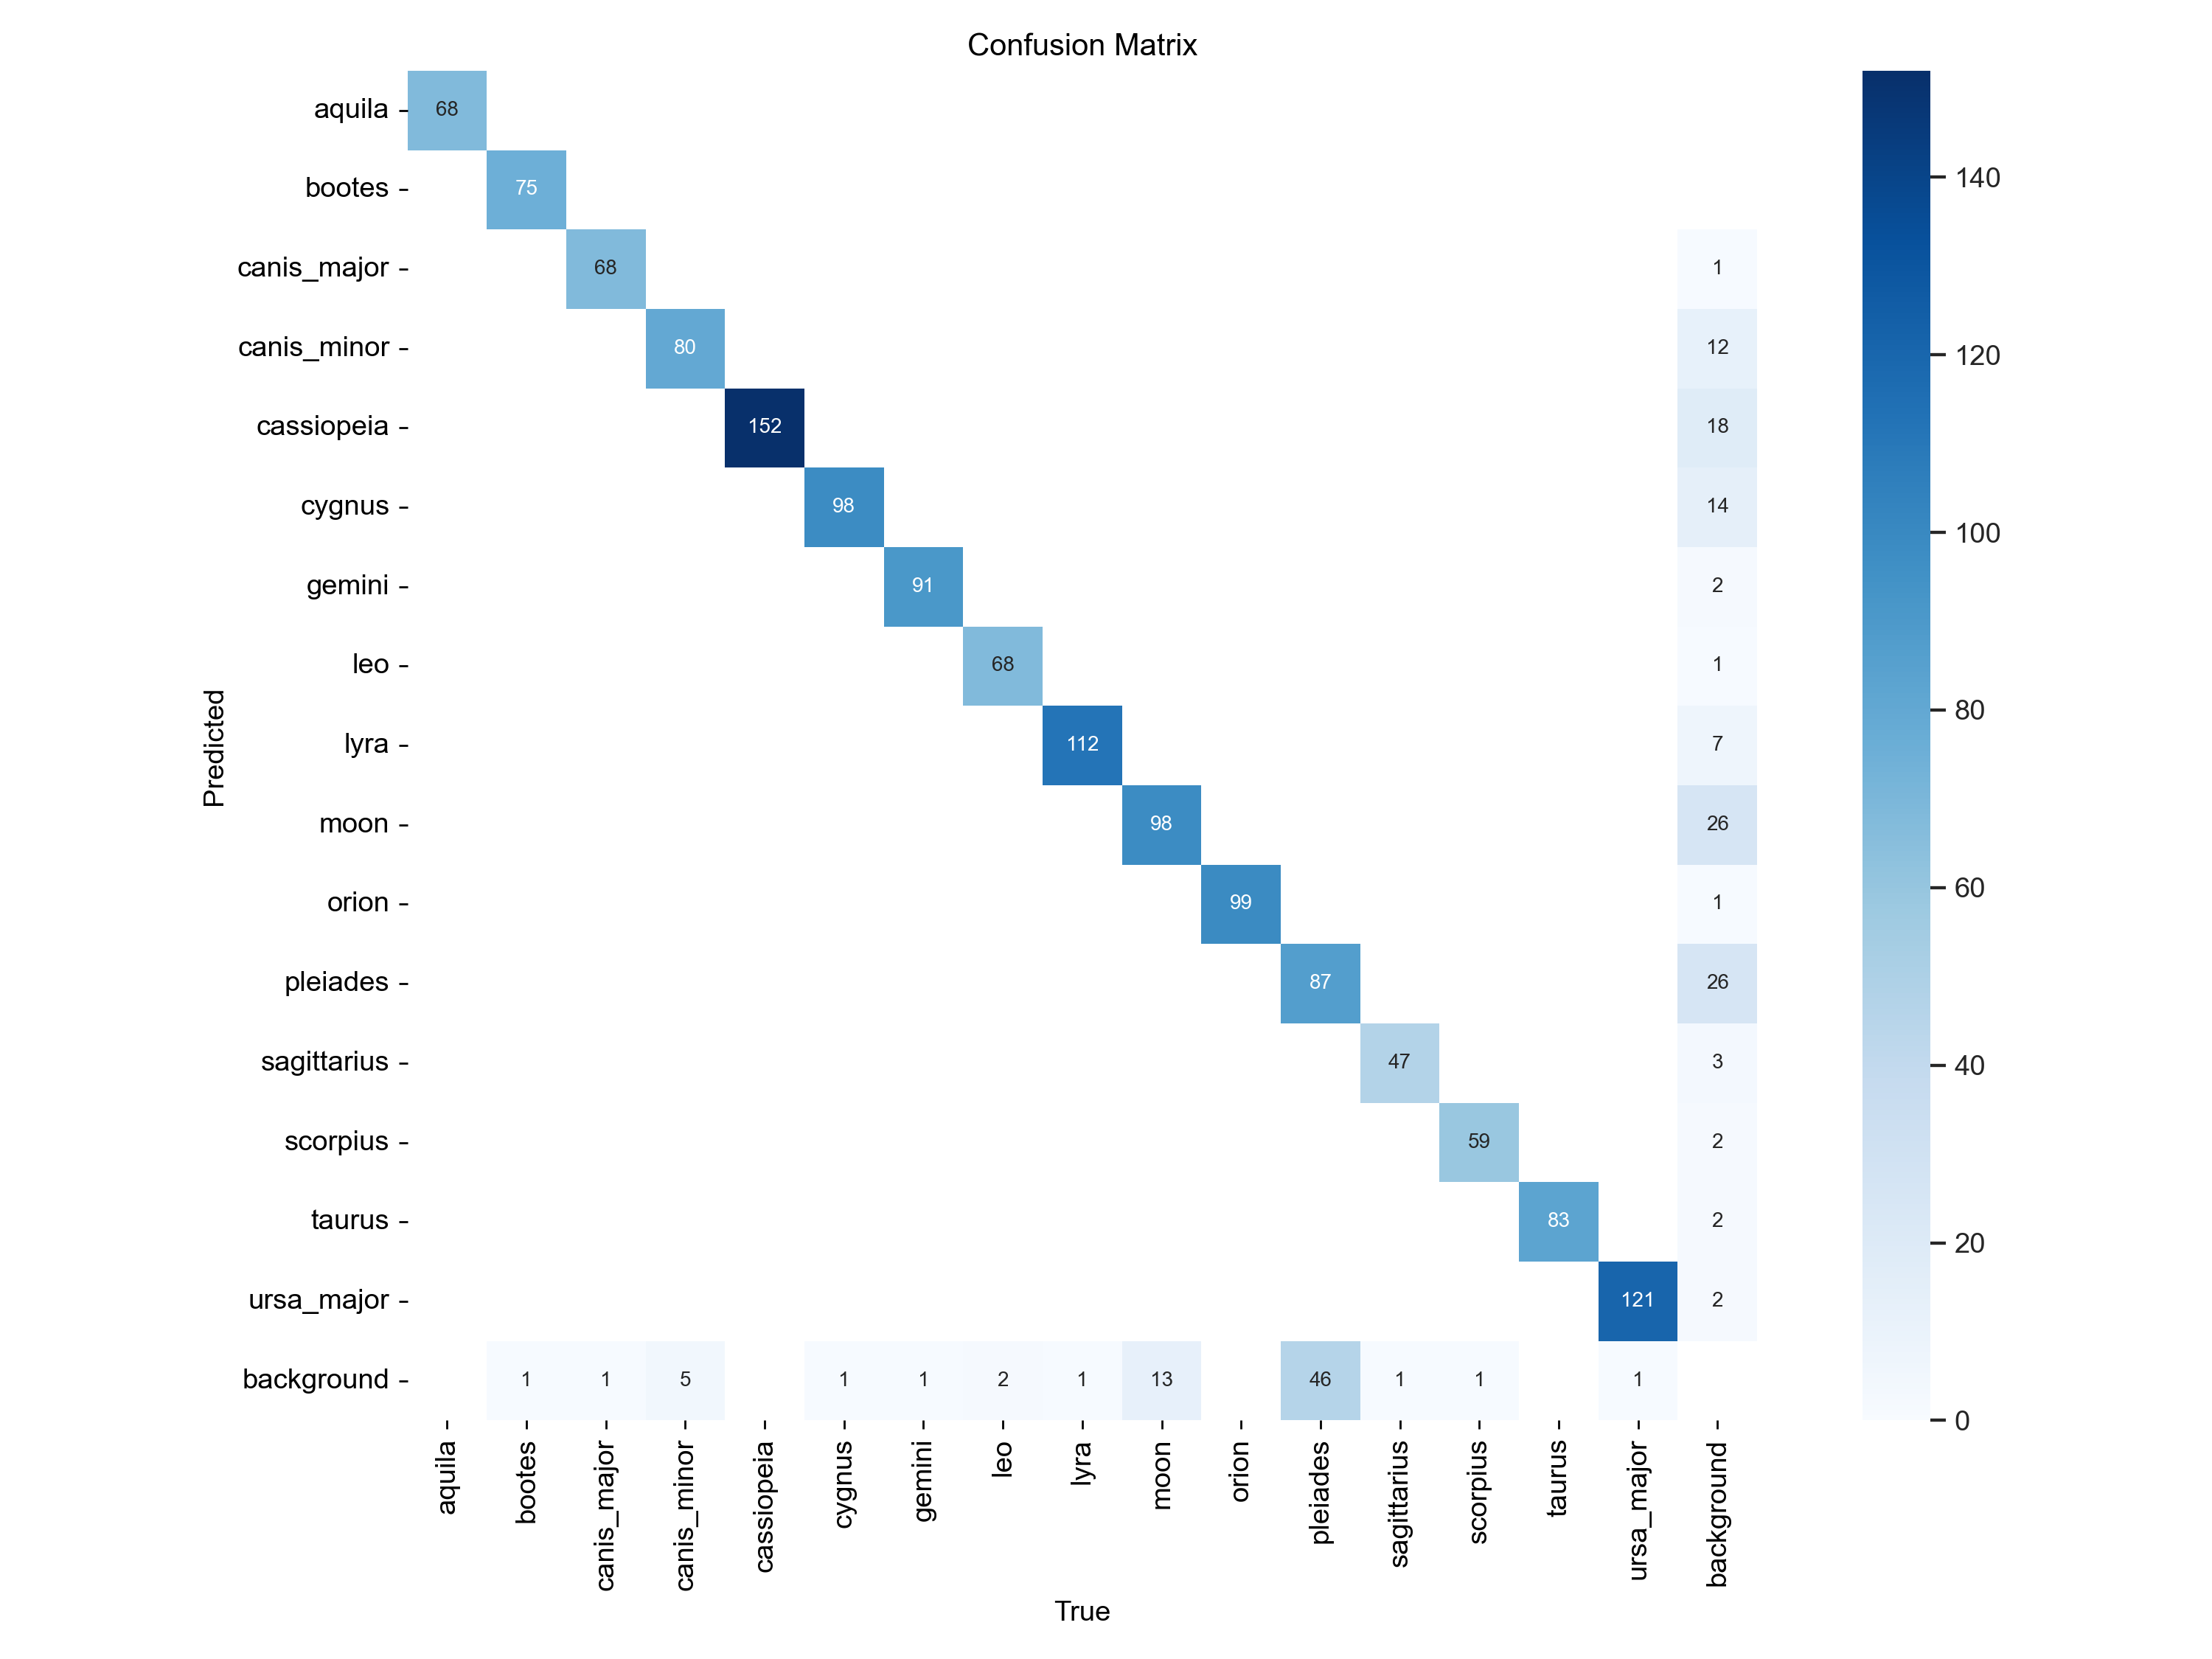 Confusion Matrix
aquila 68
bootes 75
canis_major 68 1
canis_minor 80 12
cassiopeia 152 18
cygnus 98 14
gemini 91 2
leo 68 1
lyra 112 7
moon 98 26
orion 99 1
pleiades 87 26
sagittarius 47 3
scorpius 59 2
taurus 83 2
ursa_major 121 2
background 1 1 5 1 1 2 1 13 46 1 1 1
Predicted
aquila bootes canis_major canis_minor cassiopeia cygnus gemini leo lyra moon orion pleiades sagittarius scorpius taurus ursa_major background
True
140
120
100
80
60
40
20
0